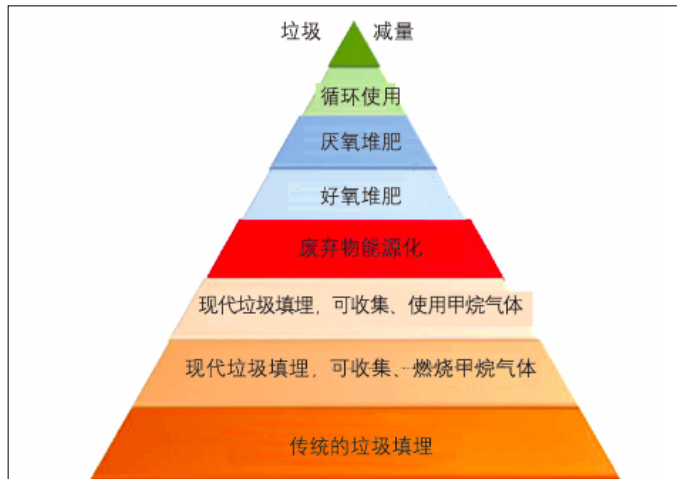 垃圾 减量
循环使用
厌氧堆肥
好氧堆肥
废弃物能源化
现代垃圾填埋，可收集、使用甲烷气体
现代垃圾填埋，可收集、燃烧甲烷气体
传统的垃圾填埋